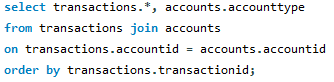 select transactions.*, accounts.accounttype
from transactions join accounts
on transactions.accountid = accounts.accountid
order by transactions.transactionid;